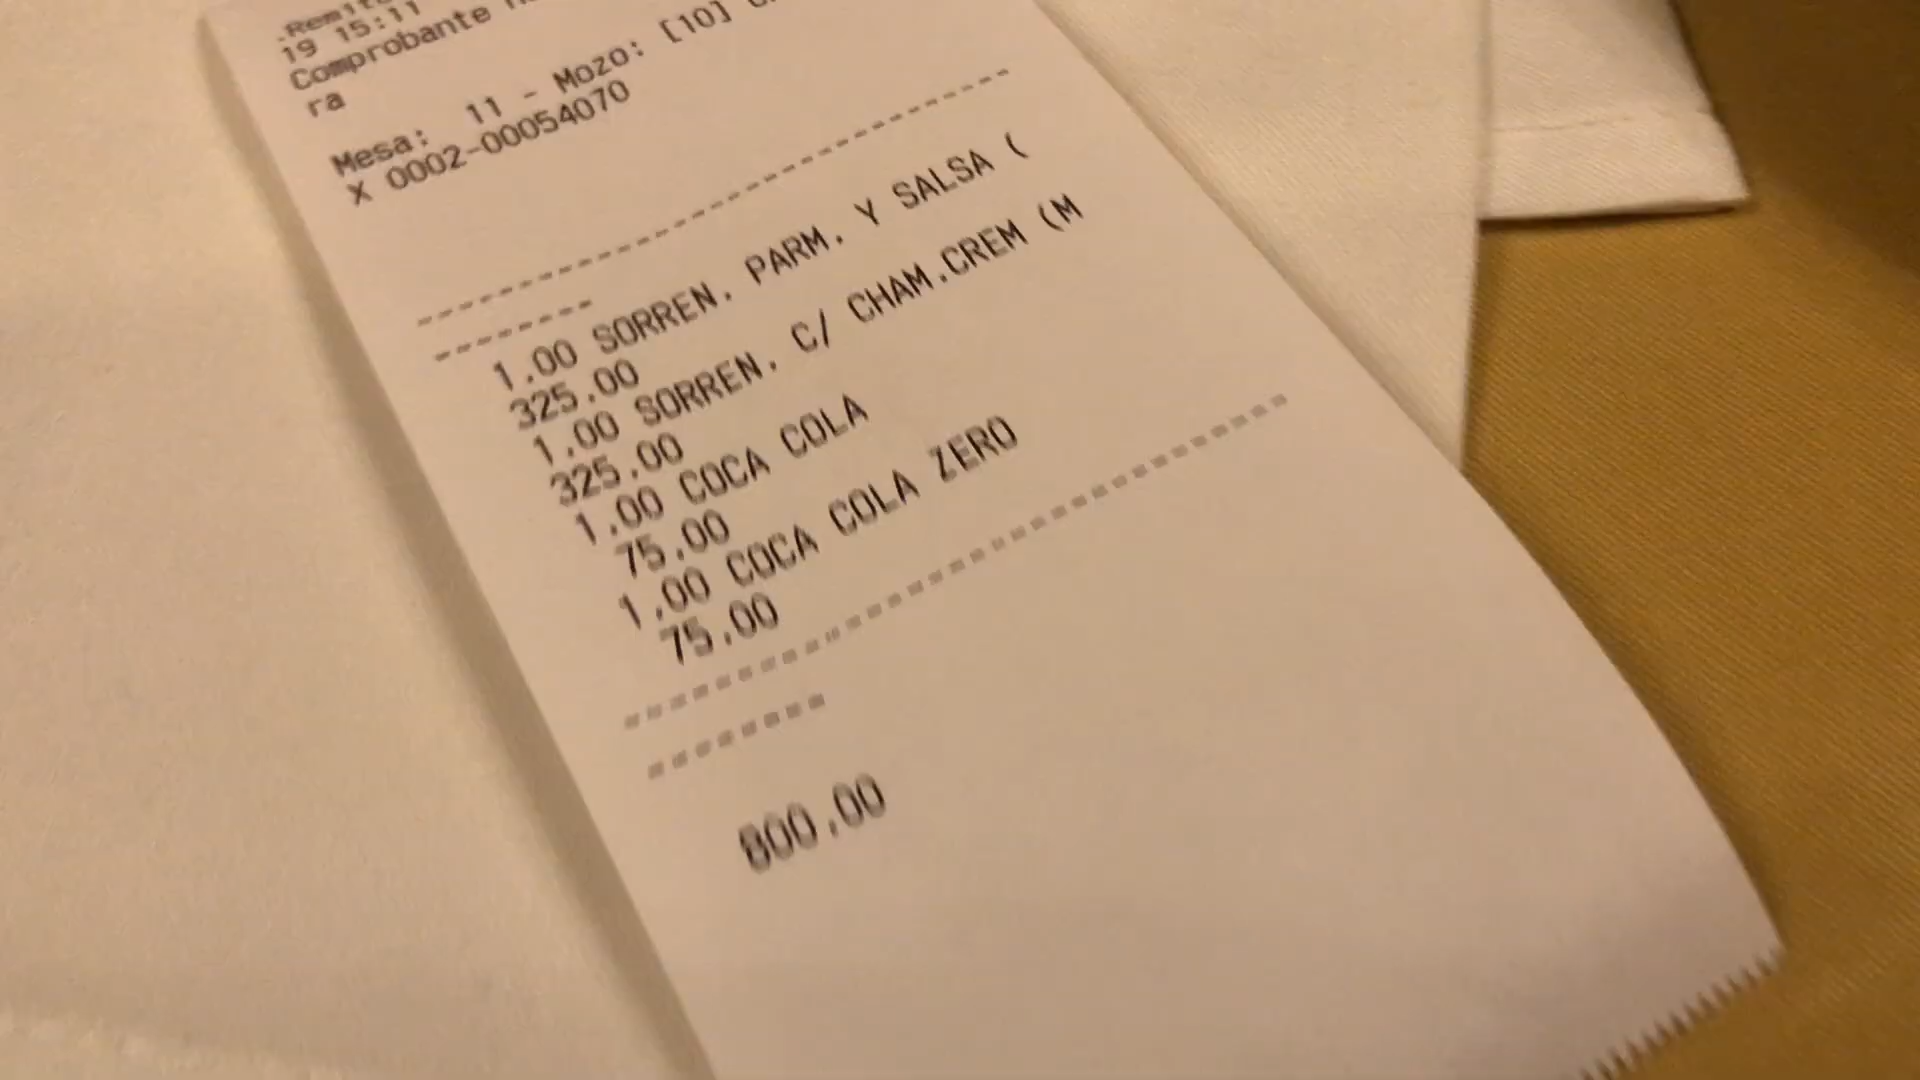 19 15:11
Comprobante
ra
Mesa: 11 - Mozo: [10]
X 0002-00054070
--------------------------------
--------
1.00 SORREN. PARM. Y SALSA (
325.00
1.00 SORREN. C/ CHAM.CREM (M
325.00
1.00 COCA COLA
75.00
1.00 COCA COLA ZERO
75.00
--------------------------------
--------
800.00